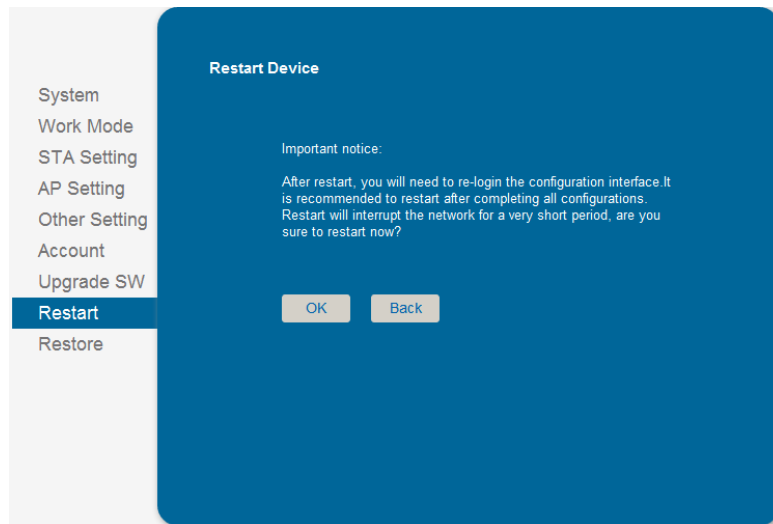 Restart Device
System
Work Mode
STA Setting
AP Setting
Other Setting
Account
Upgrade SW
Restart
Restore
Important notice:
After restart, you will need to re-login the configuration interface.It
is recommended to restart after completing all configurations.
Restart will interrupt the network for a very short period, are you
sure to restart now?
OK Back